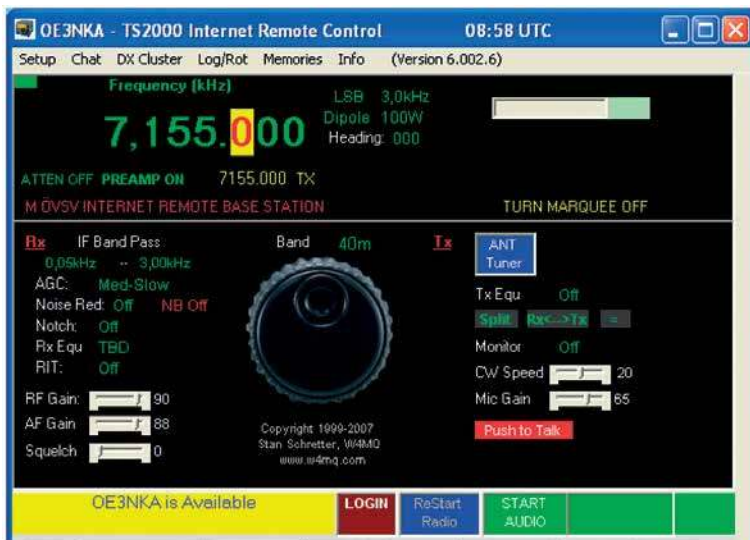 OE3NKA - TS2000 Internet Remote Control 08:58 UTC
Setup Chat DX Cluster Log/Rot Memories Info (Version 6.002.6)
Frequency (kHz)
LSB 3,0kHz
7,155.000
Dipole 100W
Heading: 000
ATTEN OFF PREAMP ON 7155.000 TX
M ÖVSV INTERNET REMOTE BASE STATION TURN MARQUEE OFF
Rx IF Band Pass Band 40m Tx ANT Tuner
0,05kHz -- 3,00kHz
AGC: Med-Slow
Tx Equ Off
Noise Red: Off NB Off
Split Rx<-->Tx =
Notch: Off
Rx Equ TBD
Monitor Off
RIT: Off
CW Speed 20
RF Gain: 90
Mic Gain 65
AF Gain 88
Push to Talk
Squelch 0
Copyright 1999-2007
Stan Schretter, W4MQ
www.w4mq.com
OE3NKA is Available LOGIN ReStart Radio START AUDIO